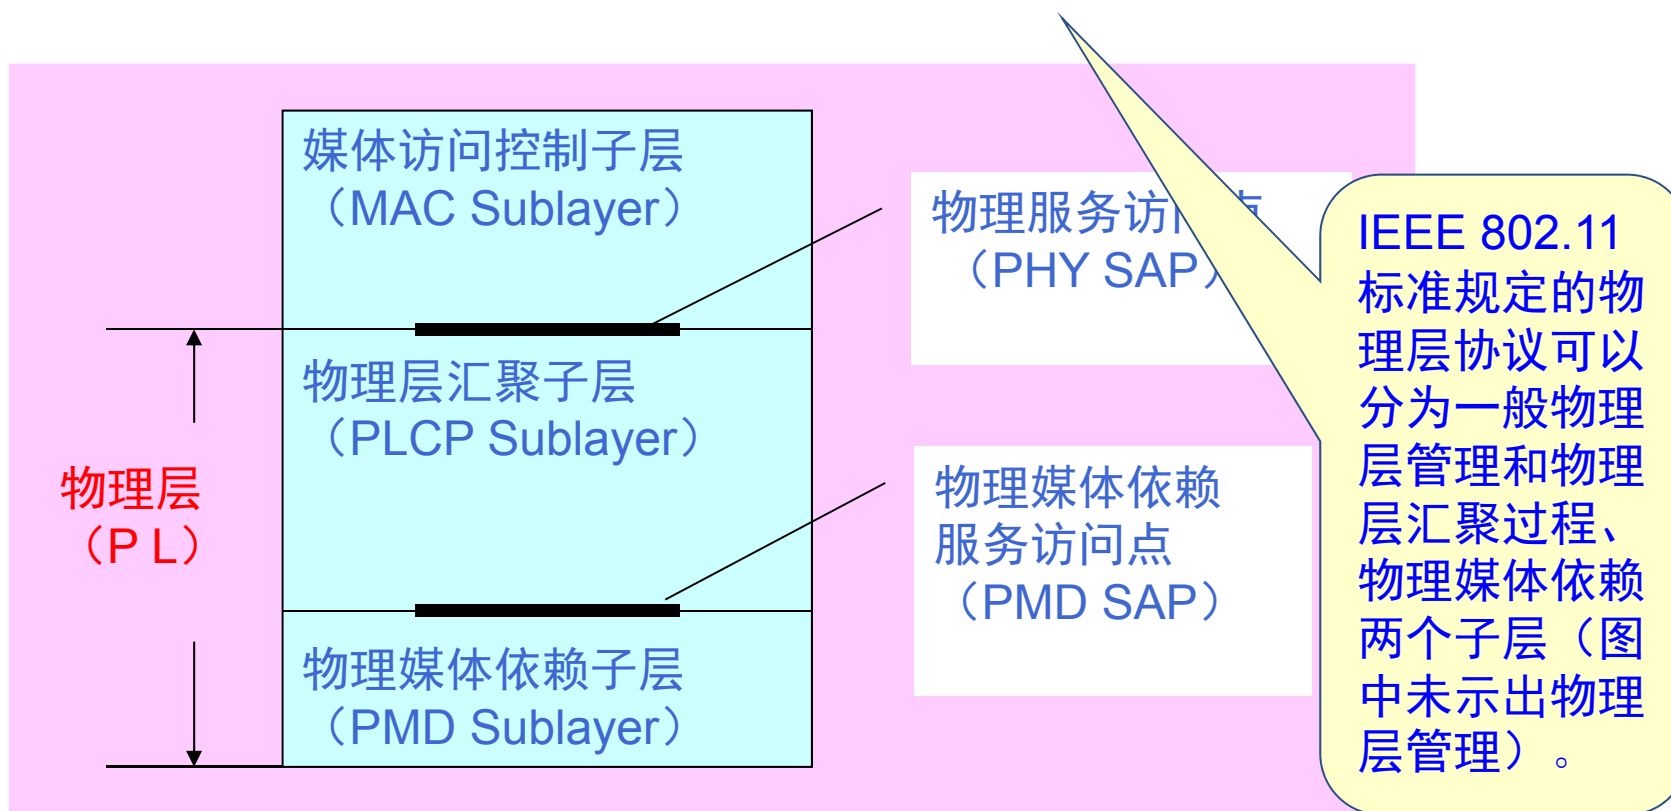 媒体访问控制子层
（MAC Sublayer）
物理服务访
（PHY SAP）
物理层汇聚子层
（PLCP Sublayer）
物理层
（P L）
物理媒体依赖
服务访问点
（PMD SAP）
物理媒体依赖子层
（PMD Sublayer）
IEEE 802.11
标准规定的物
理层协议可以
分为一般物理
层管理和物理
层汇聚过程、
物理媒体依赖
两个子层（图
中未示出物理
层管理）。